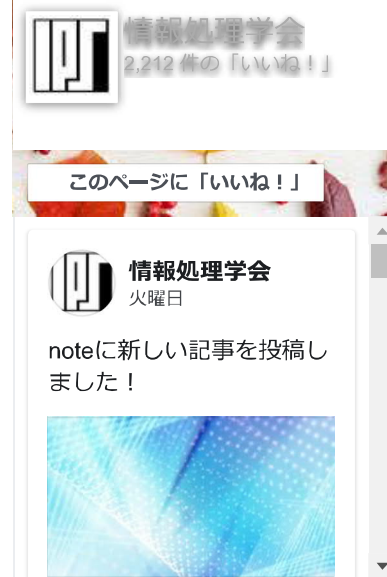 IPSJ
情報処理学会
2,212 件の「いいね！」
このページに「いいね！」
IPSJ
情報処理学会
火曜日
noteに新しい記事を投稿し
ました！